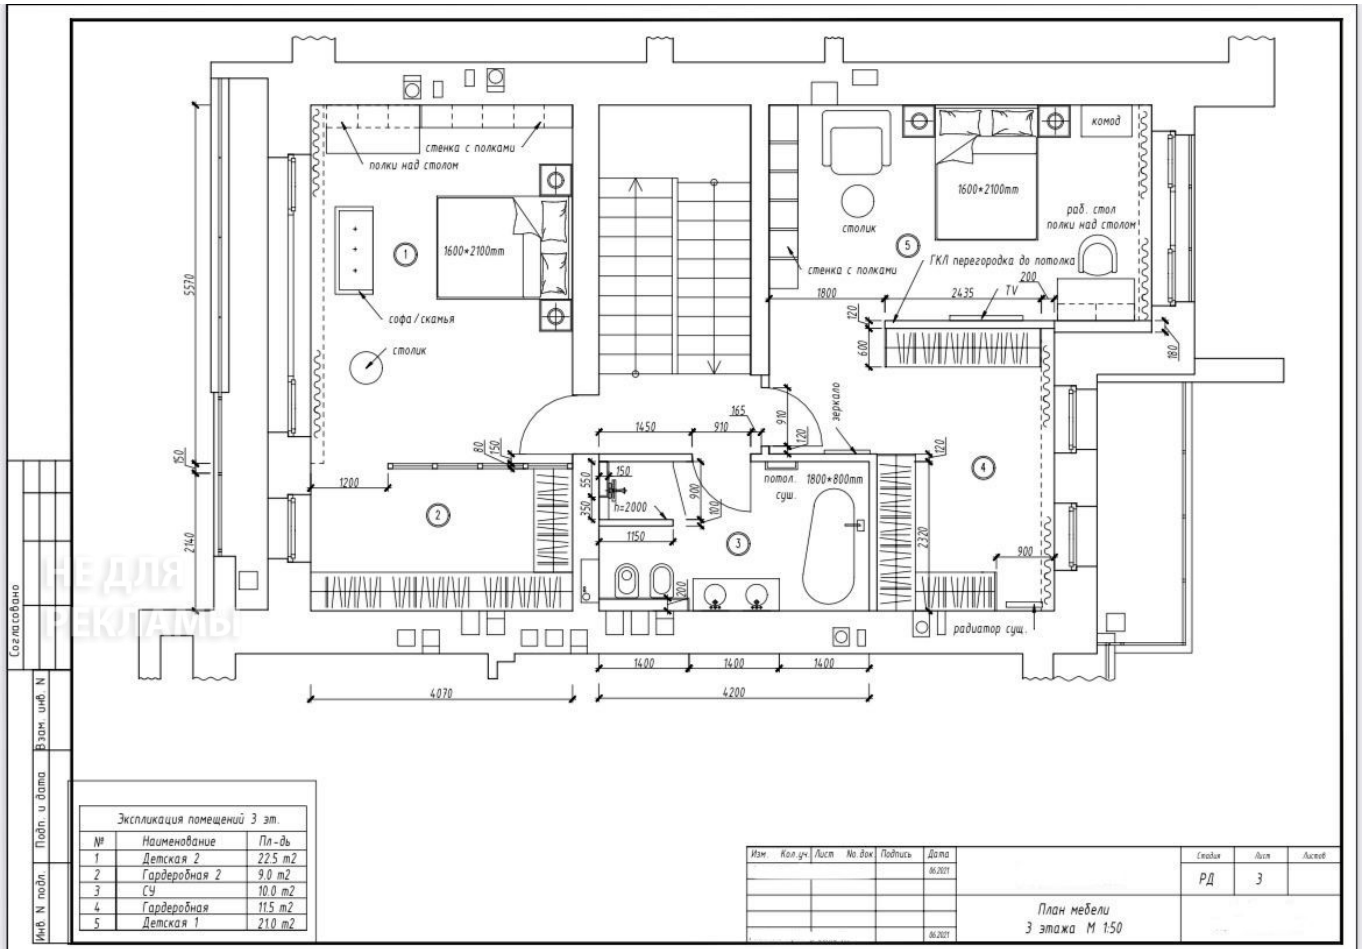 стенка с полками
полки над столом
1600*2100mm
1
софа/скамья
столик
5570
150
2140
1200
80
150
2
4070
1450
910
165
910
120
зеркало
550
350
150
h=2000
1150
900
100
потол.
суш.
1800*800mm
3
200
1400
1400
1400
4200
столик
стенка с полками
1600*2100mm
комод
раб. стол
полки над столом
5
ГКЛ перегородка до потолка
200
TV
1800
2435
120
600
180
120
4
2320
900
радиатор суш.
НЕ ДЛЯ
РЕКЛАМЫ
Согласовано
Взам. инв. N
Подп. и дата
Инв. N подл.
Экспликация помещений 3 эт.
№ Наименование Пл-дь
1 Детская 2 22.5 m2
2 Гардеробная 2 9.0 m2
3 СУ 10.0 m2
4 Гардеробная 11.5 m2
5 Детская 1 21.0 m2
Изм. Кол.уч. Лист No. док Подпись Дата
06.2021
06.2021
Стадия Лист Листов
РД 3
План мебели
3 этажа М 1:50